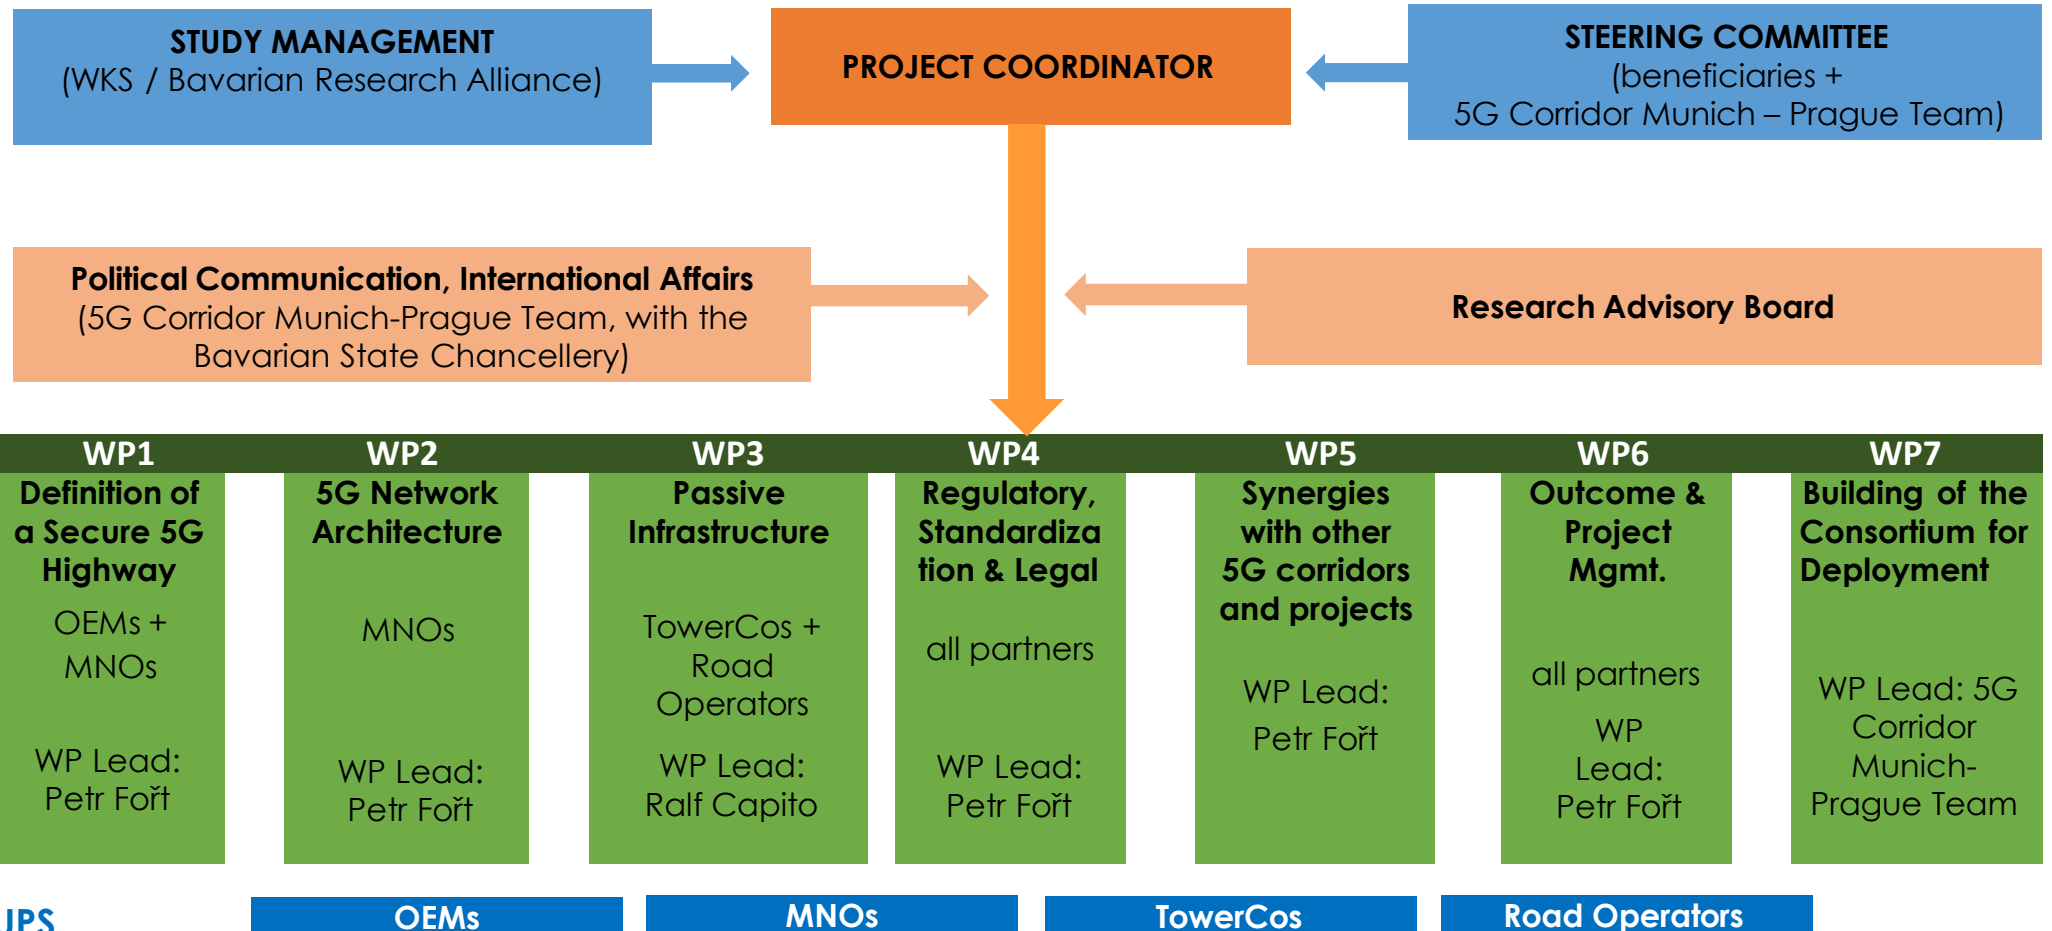 STUDY MANAGEMENT
(WKS / Bavarian Research Alliance)
PROJECT COORDINATOR
STEERING COMMITTEE
(beneficiaries +
5G Corridor Munich – Prague Team)
Political Communication, International Affairs
(5G Corridor Munich-Prague Team, with the
Bavarian State Chancellery)
Research Advisory Board
WP1
Definition of
a Secure 5G
Highway
OEMs +
MNOs
WP Lead:
Petr Fořt
WP2
5G Network
Architecture
MNOs
WP Lead:
Petr Fořt
WP3
Passive
Infrastructure
TowerCos +
Road
Operators
WP Lead:
Ralf Capito
WP4
Regulatory,
Standardiza
tion & Legal
all partners
WP Lead:
Petr Fořt
WP5
Synergies
with other
5G corridors
and projects
WP Lead:
Petr Fořt
WP6
Outcome &
Project
Mgmt.
all partners
WP
Lead:
Petr Fořt
WP7
Building of the
Consortium for
Deployment
WP Lead: 5G
Corridor
Munich-
Prague Team
UPS
OEMs
MNOs
TowerCos
Road Operators